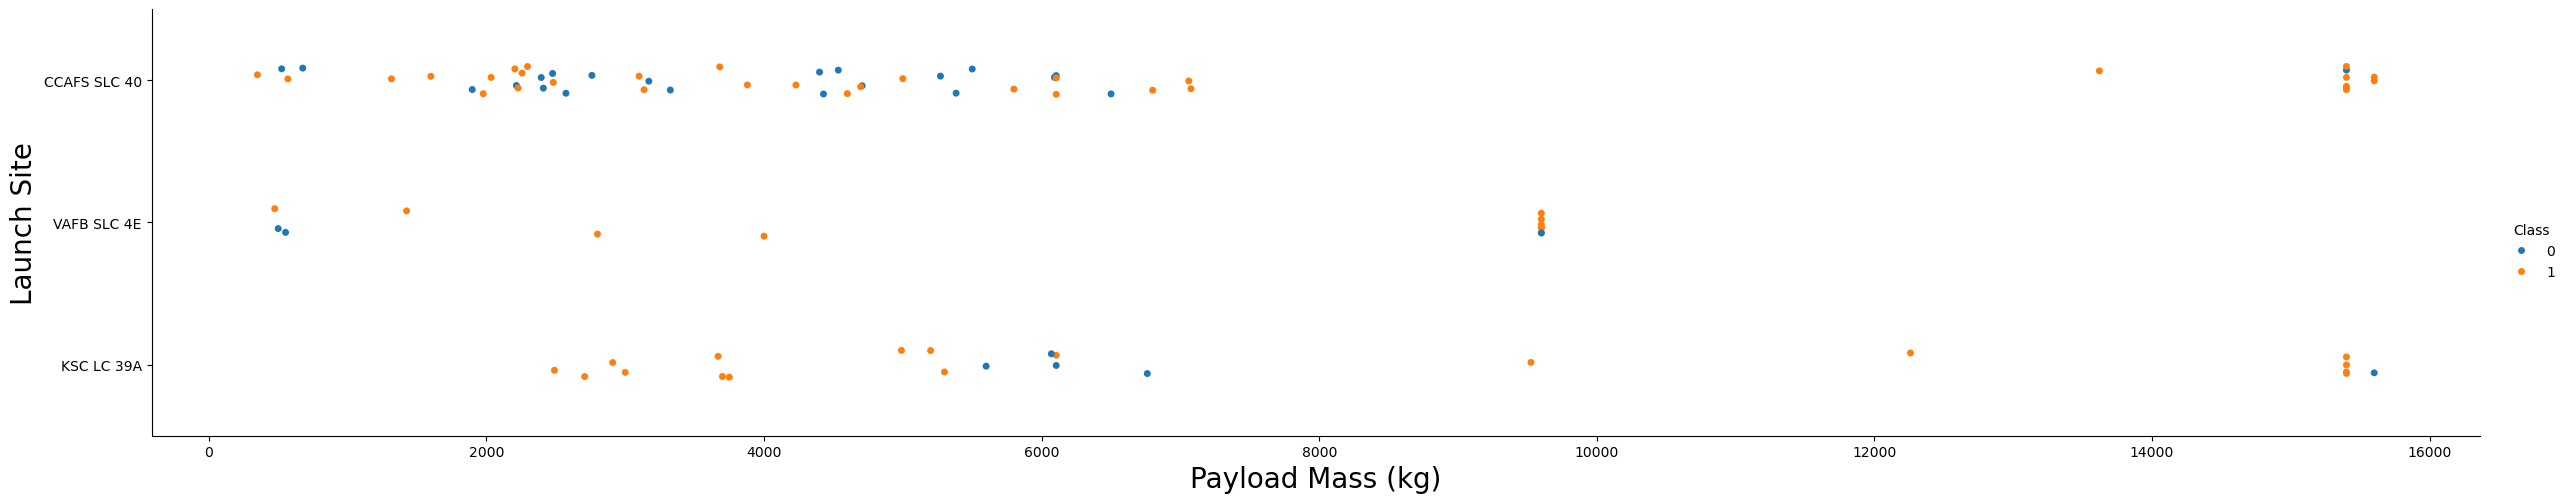 Launch Site
CCAFS SLC 40
VAFB SLC 4E
KSC LC 39A
0 2000 4000 6000 8000 10000 12000 14000 16000
Payload Mass (kg)
Class
0
1